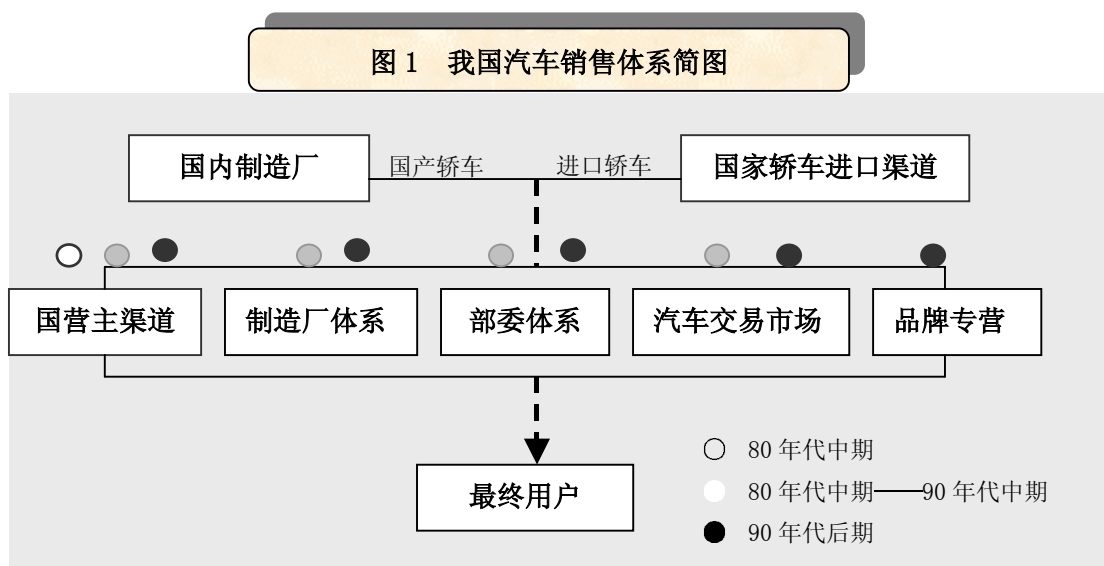 图 1 我国汽车销售体系简图
国内制造厂 国产轿车 进口轿车 国家轿车进口渠道
国营主渠道 制造厂体系 部委体系 汽车交易市场 品牌专营
80 年代中期
最终用户 80 年代中期——90 年代中期
90 年代后期